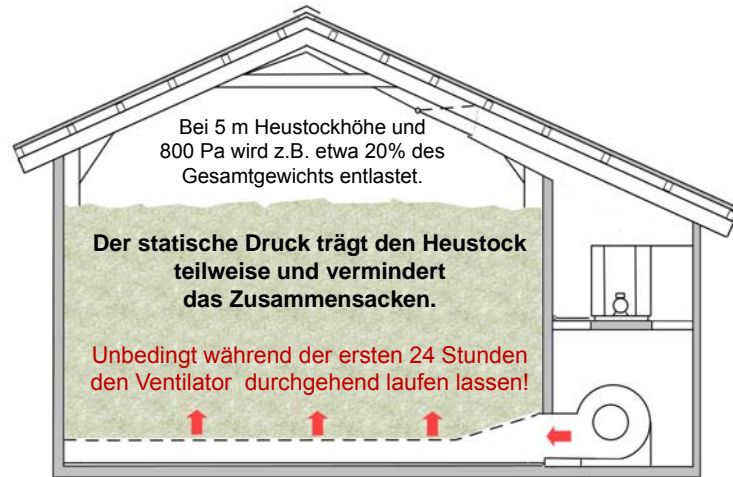 Bei 5 m Heustockhöhe und
800 Pa wird z.B. etwa 20% des
Gesamtgewichts entlastet.
Der statische Druck trägt den Heustock
teilweise und vermindert
das Zusammensacken.
Unbedingt während der ersten 24 Stunden
den Ventilator durchgehend laufen lassen!